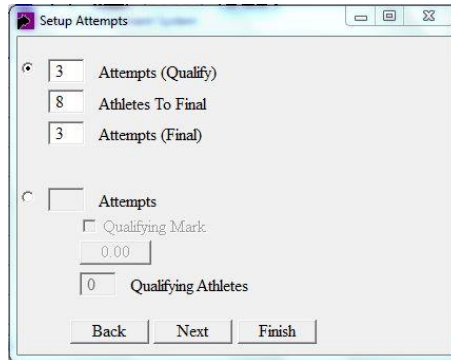 Setup Attempts
3 Attempts (Qualify)
8 Athletes To Final
3 Attempts (Final)
Attempts
Qualifying Mark
0.00
0 Qualifying Athletes
Back Next Finish